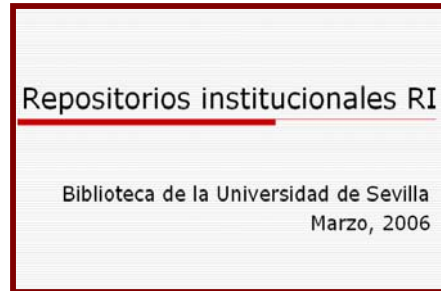 Repositorios institucionales RI
Biblioteca de la Universidad de Sevilla
Marzo, 2006